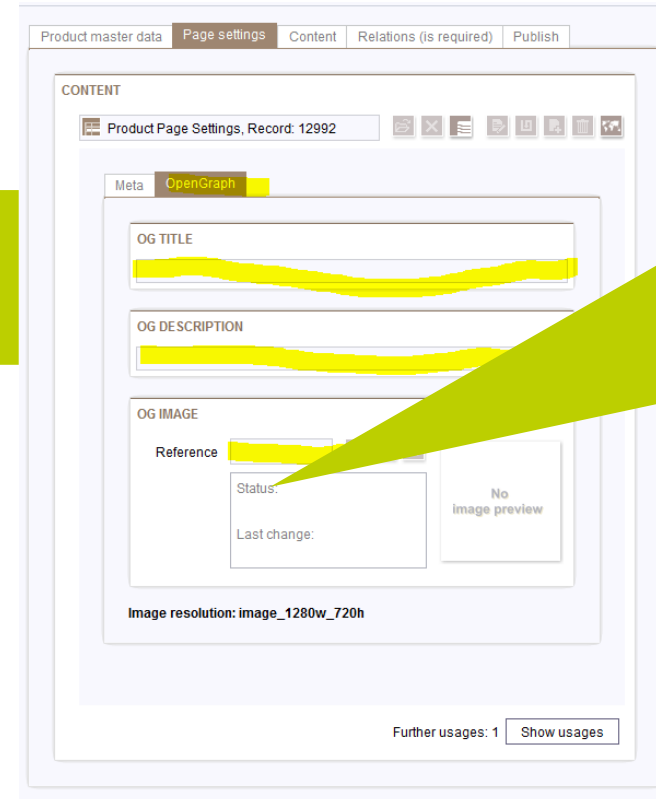 Product master data Page settings Content Relations (is required) Publish
CONTENT
Product Page Settings, Record: 12992
Meta OpenGraph
OG TITLE
OG DESCRIPTION
OG IMAGE
Reference
Status:
Last change:
No
image preview
Image resolution: image_1280w_720h
Further usages: 1 Show usages